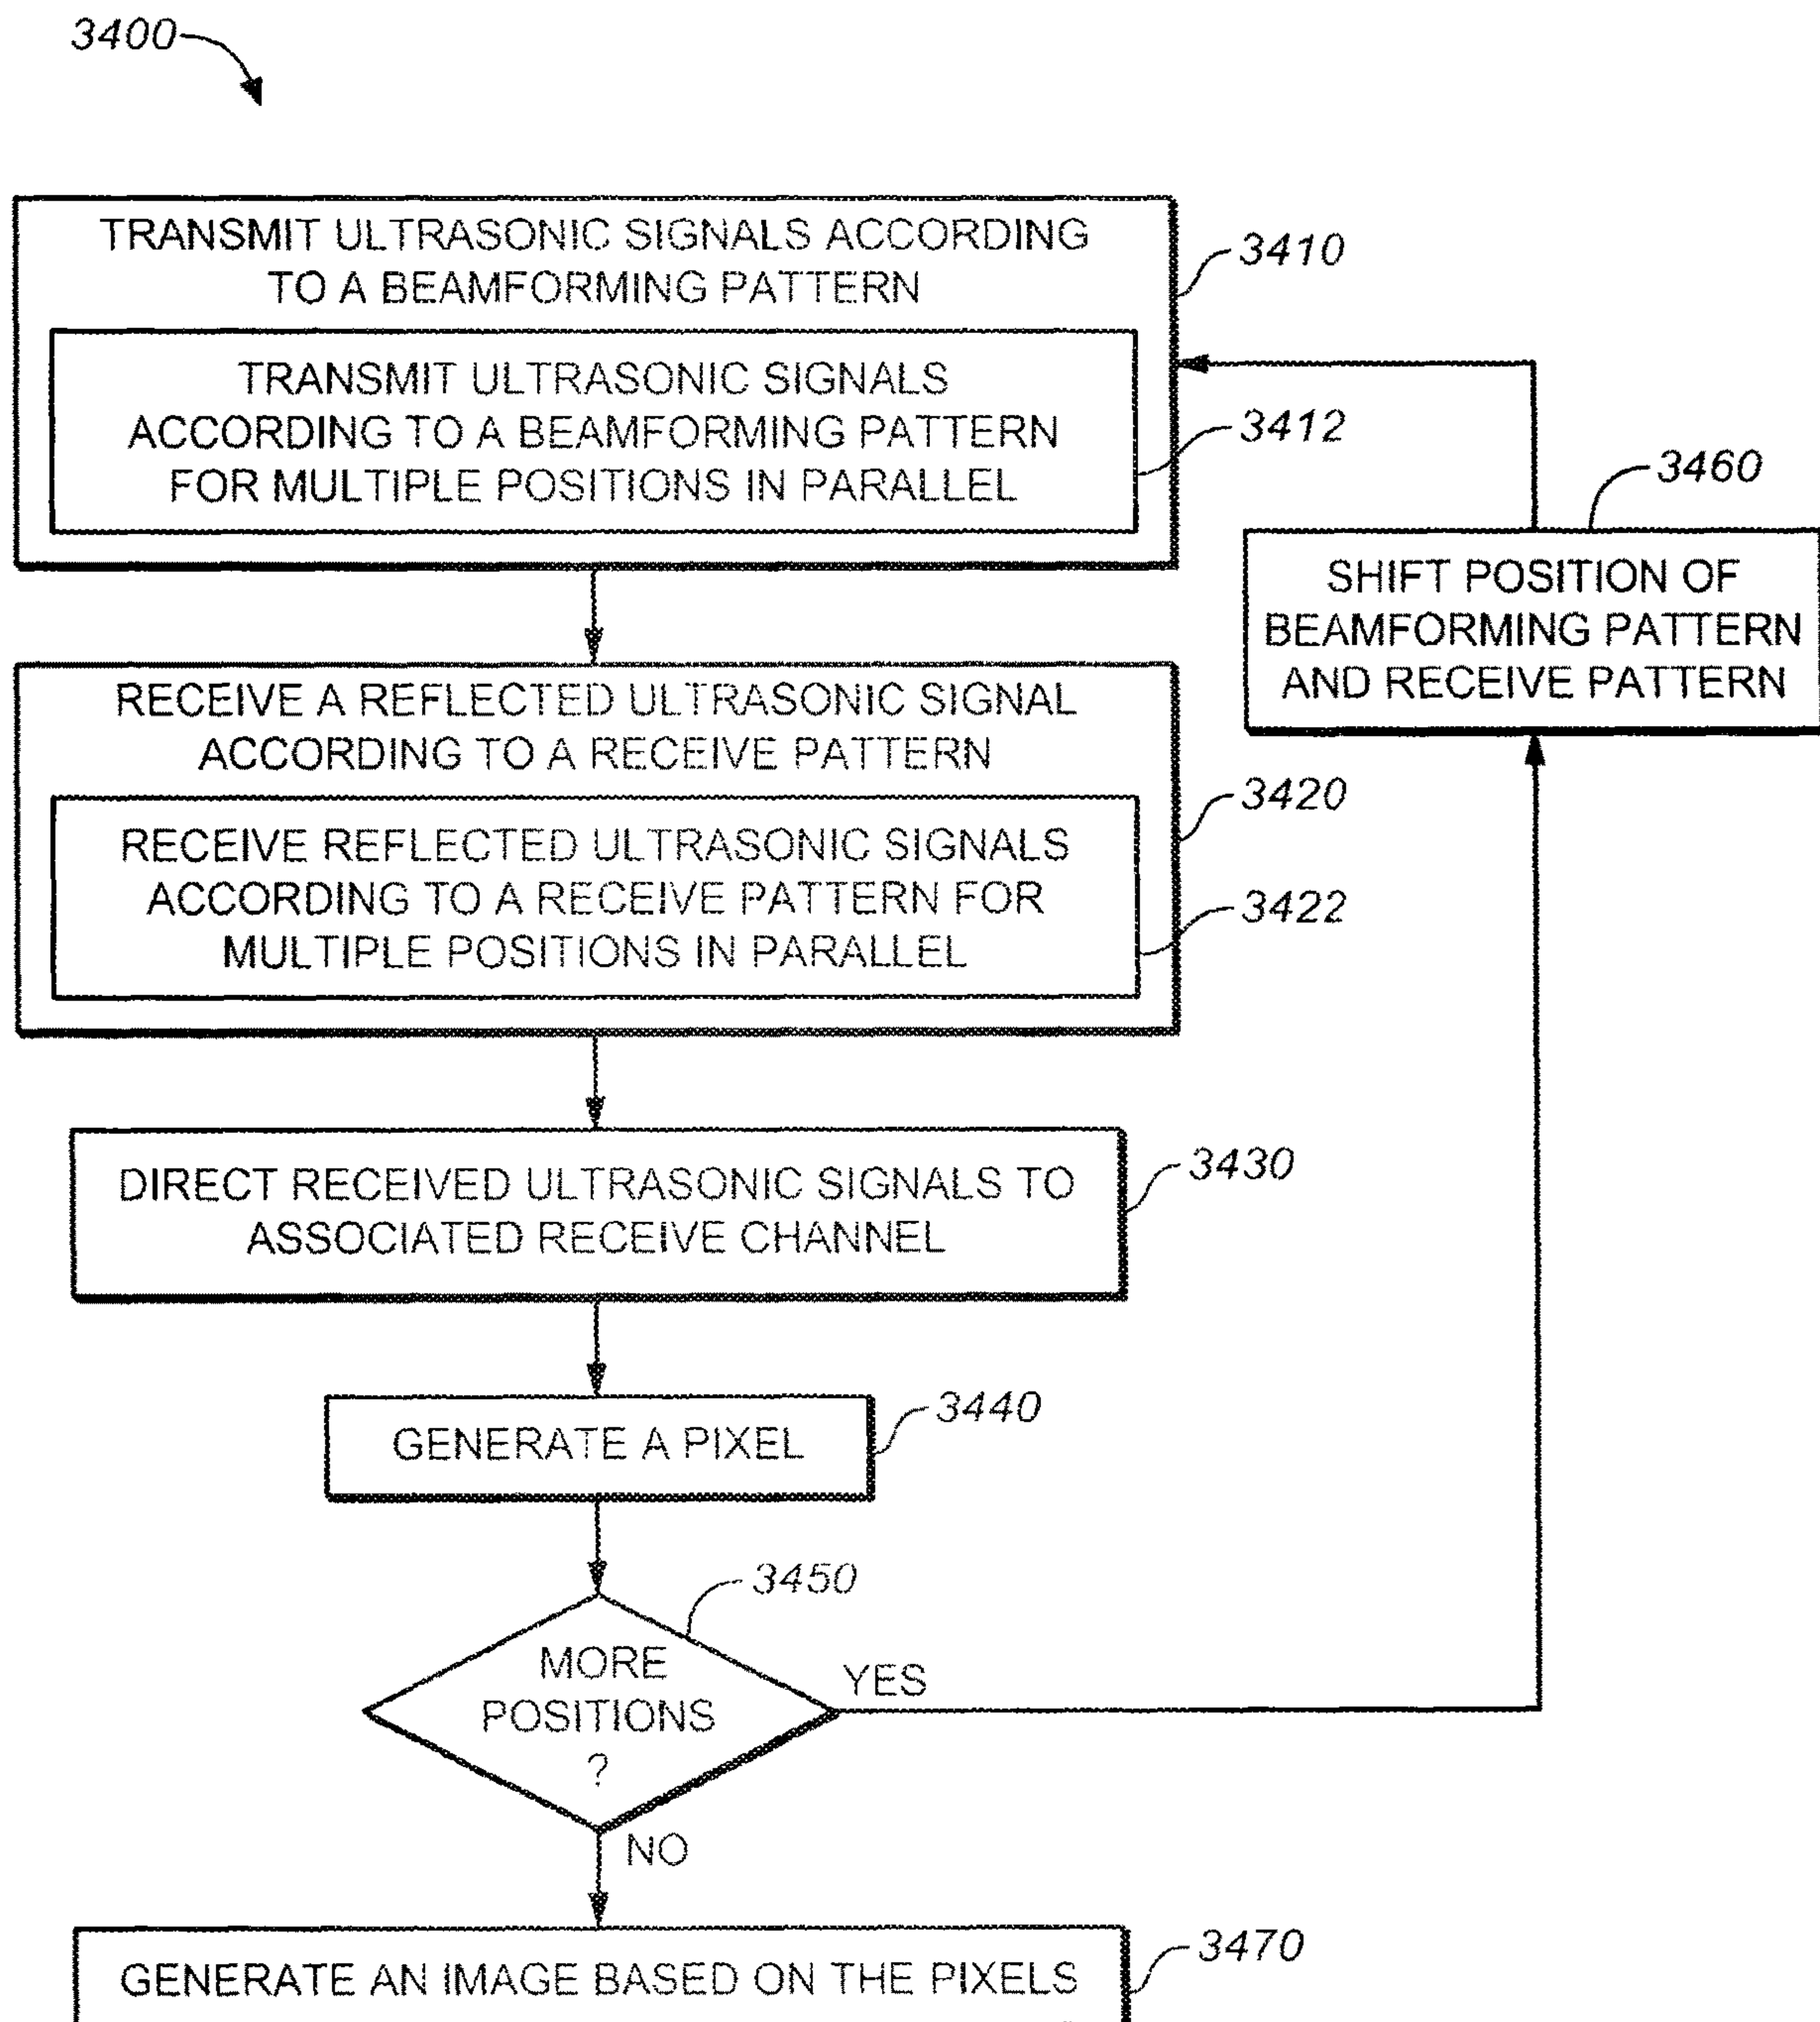 3400
TRANSMIT ULTRASONIC SIGNALS ACCORDING
TO A BEAMFORMING PATTERN
3410
TRANSMIT ULTRASONIC SIGNALS
ACCORDING TO A BEAMFORMING PATTERN
FOR MULTIPLE POSITIONS IN PARALLEL
3412
3460
SHIFT POSITION OF
BEAMFORMING PATTERN
AND RECEIVE PATTERN
RECEIVE A REFLECTED ULTRASONIC SIGNAL
ACCORDING TO A RECEIVE PATTERN
3420
RECEIVE REFLECTED ULTRASONIC SIGNALS
ACCORDING TO A RECEIVE PATTERN FOR
MULTIPLE POSITIONS IN PARALLEL
3422
DIRECT RECEIVED ULTRASONIC SIGNALS TO
ASSOCIATED RECEIVE CHANNEL
3430
GENERATE A PIXEL
3440
3450
MORE
POSITIONS
?
YES
NO
GENERATE AN IMAGE BASED ON THE PIXELS
3470